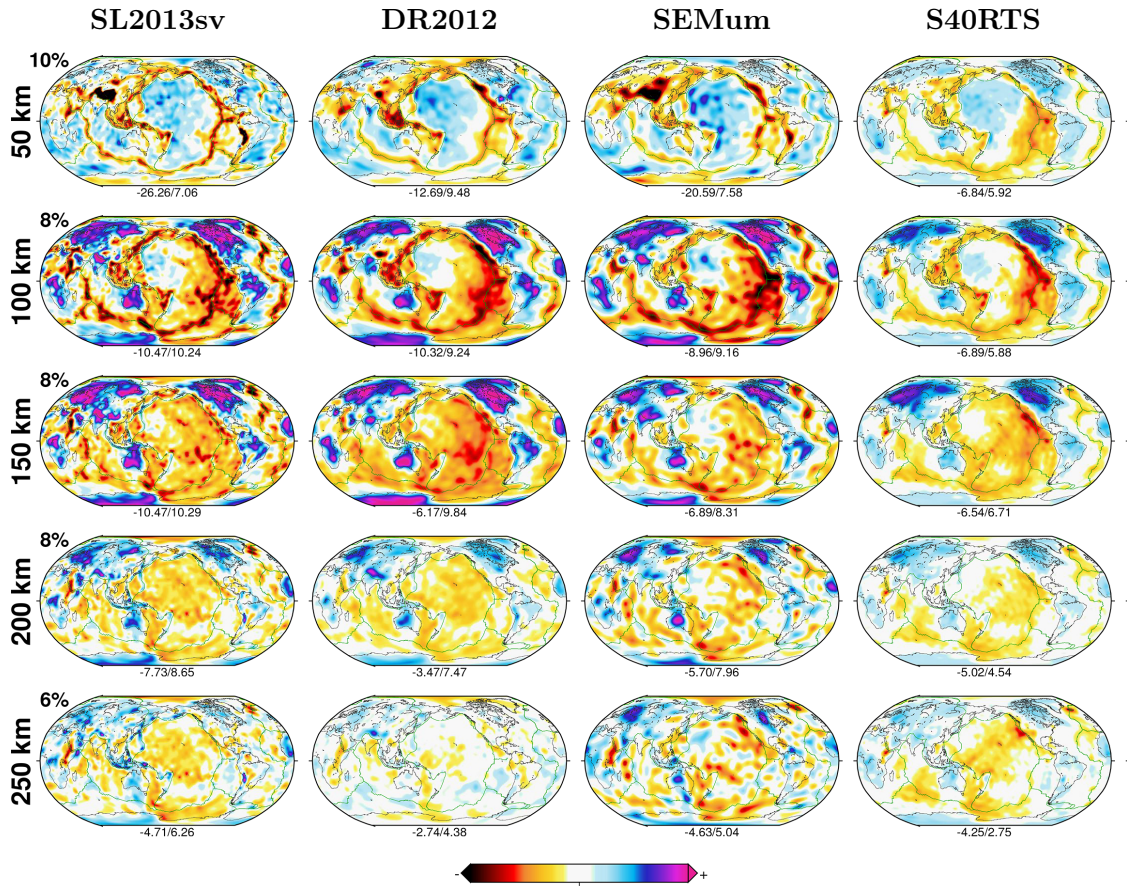 SL2013sv DR2012 SEMum S40RTS
10%
50 km
-26.26/7.06 -12.69/9.48 -20.59/7.58 -6.84/5.92
8%
100 km
-10.47/10.24 -10.32/9.24 -8.96/9.16 -6.89/5.88
8%
150 km
-10.47/10.29 -6.17/9.84 -6.89/8.31 -6.54/6.71
8%
200 km
-7.73/8.65 -3.47/7.47 -5.70/7.96 -5.02/4.54
6%
250 km
-4.71/6.26 -2.74/4.38 -4.63/5.04 -4.25/2.75
- +